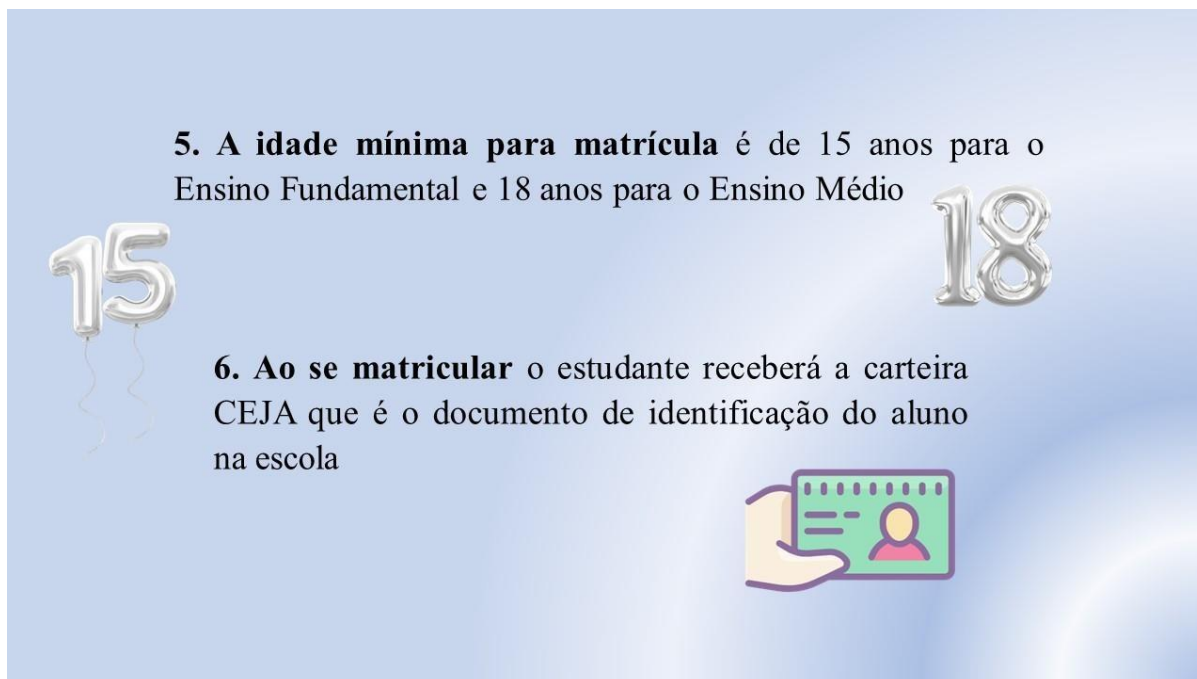 5. A idade mínima para matrícula é de 15 anos para o
Ensino Fundamental e 18 anos para o Ensino Médio
18
15
6. Ao se matricular o estudante receberá a carteira
CEJA que é o documento de identificação do aluno
na escola